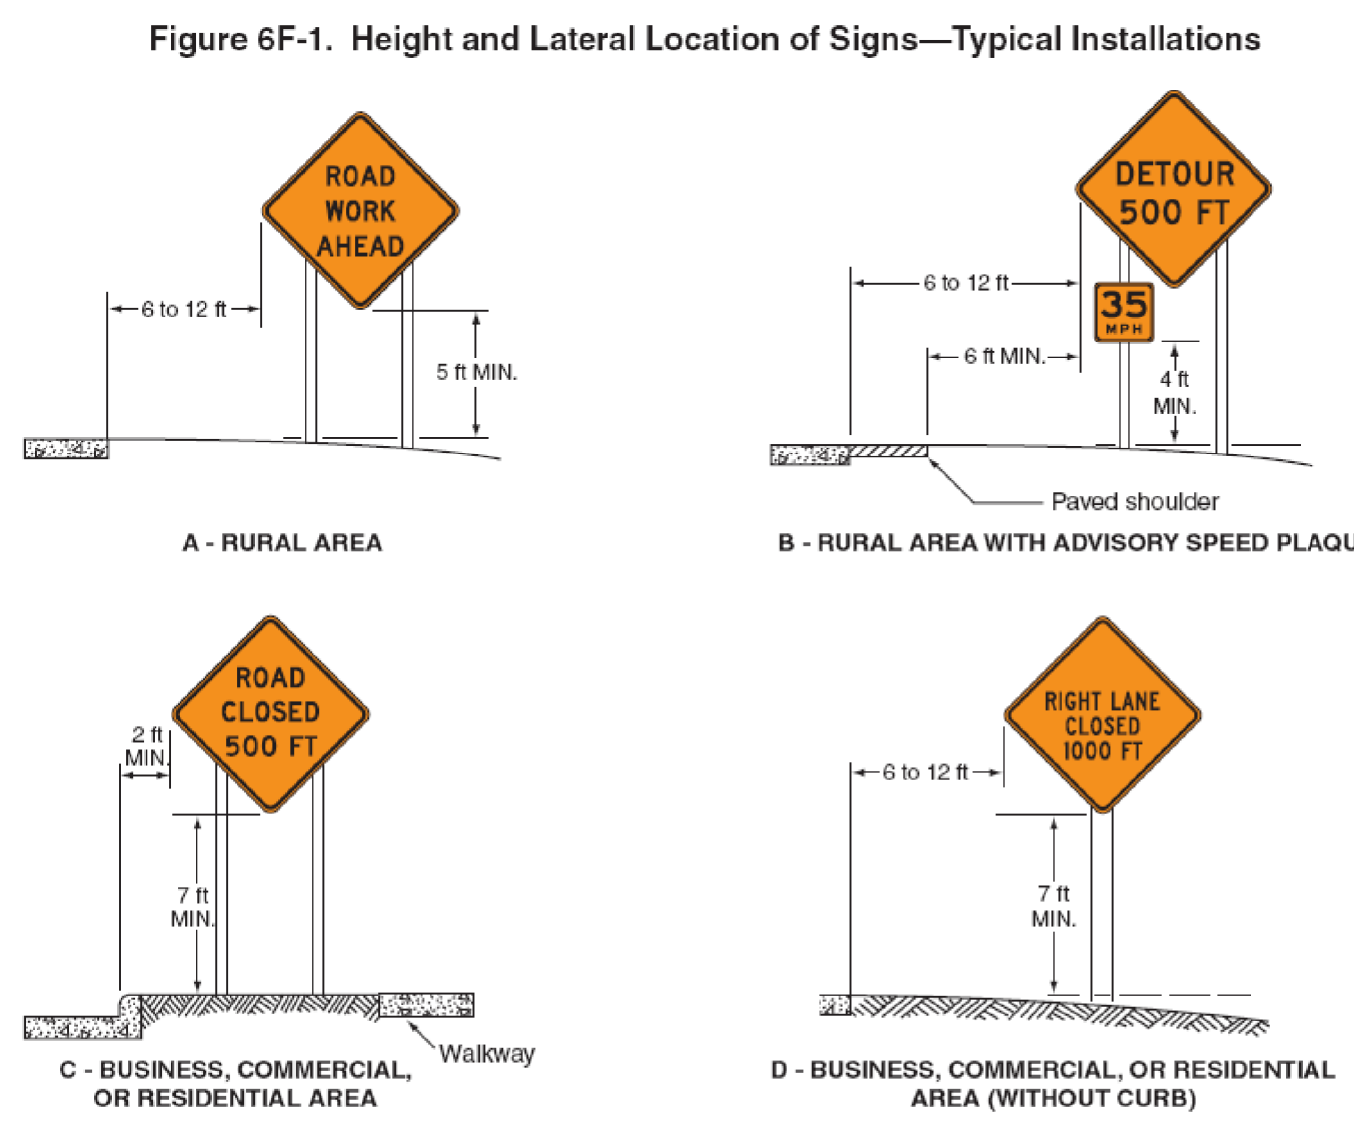 Figure 6F-1. Height and Lateral Location of Signs—Typical Installations
ROAD
WORK
AHEAD
6 to 12 ft
5 ft MIN.
A - RURAL AREA
DETOUR
500 FT
6 to 12 ft
35
MPH
6 ft MIN.
4 ft
MIN.
Paved shoulder
B - RURAL AREA WITH ADVISORY SPEED PLAQU
ROAD
CLOSED
500 FT
2 ft
MIN.
7 ft
MIN.
Walkway
C - BUSINESS, COMMERCIAL,
OR RESIDENTIAL AREA
RIGHT LANE
CLOSED
1000 FT
6 to 12 ft
7 ft
MIN.
D - BUSINESS, COMMERCIAL, OR RESIDENTIAL
AREA (WITHOUT CURB)